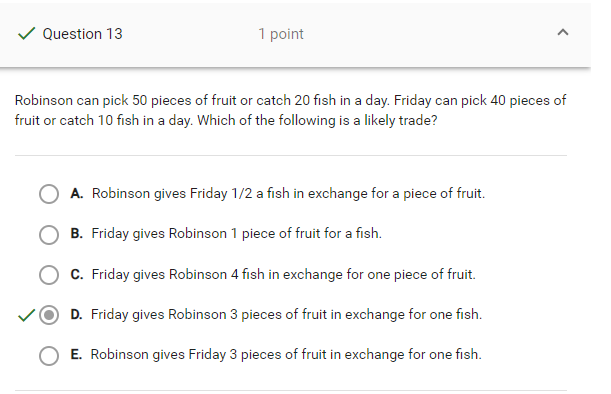 Question 13
1 point
Robinson can pick 50 pieces of fruit or catch 20 fish in a day. Friday can pick 40 pieces of
fruit or catch 10 fish in a day. Which of the following is a likely trade?
A. Robinson gives Friday 1/2 a fish in exchange for a piece of fruit.
B. Friday gives Robinson 1 piece of fruit for a fish.
C. Friday gives Robinson 4 fish in exchange for one piece of fruit.
D. Friday gives Robinson 3 pieces of fruit in exchange for one fish.
E. Robinson gives Friday 3 pieces of fruit in exchange for one fish.